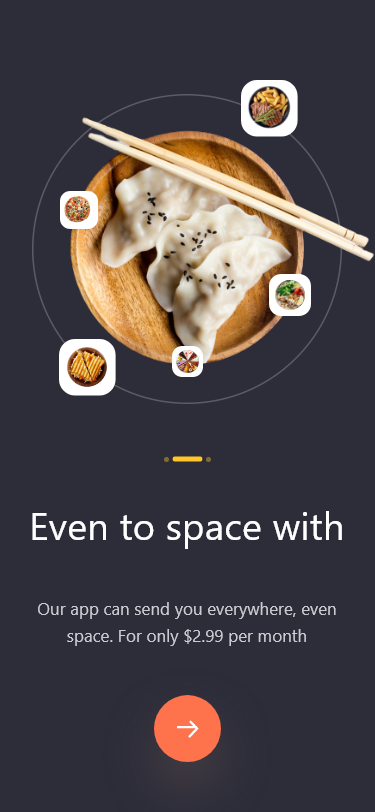 Even to space with
Our app can send you everywhere, even
space. For only $2.99 per month